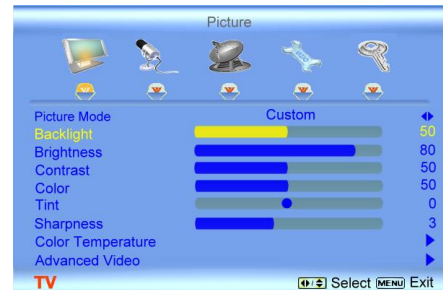 Picture
Picture Mode Custom
Backlight 50
Brightness 80
Contrast 50
Color 50
Tint 0
Sharpness 3
Color Temperature
Advanced Video
TV Select MENU Exit